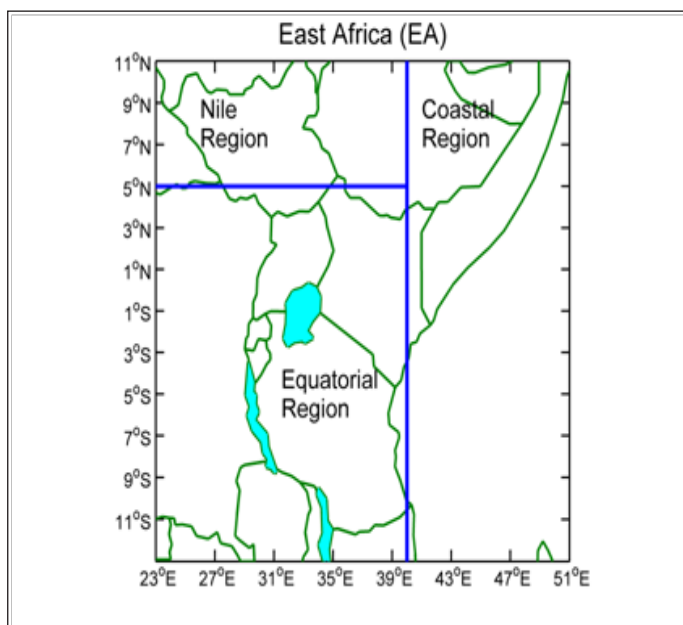 East Africa (EA)
11°N
9°N
7°N
5°N
3°N
1°N
1°S
3°S
5°S
7°S
9°S
11°S
Nile
Region
Coastal
Region
Equatorial
Region
23°E
27°E
31°E
35°E
39°E
43°E
47°E
51°E